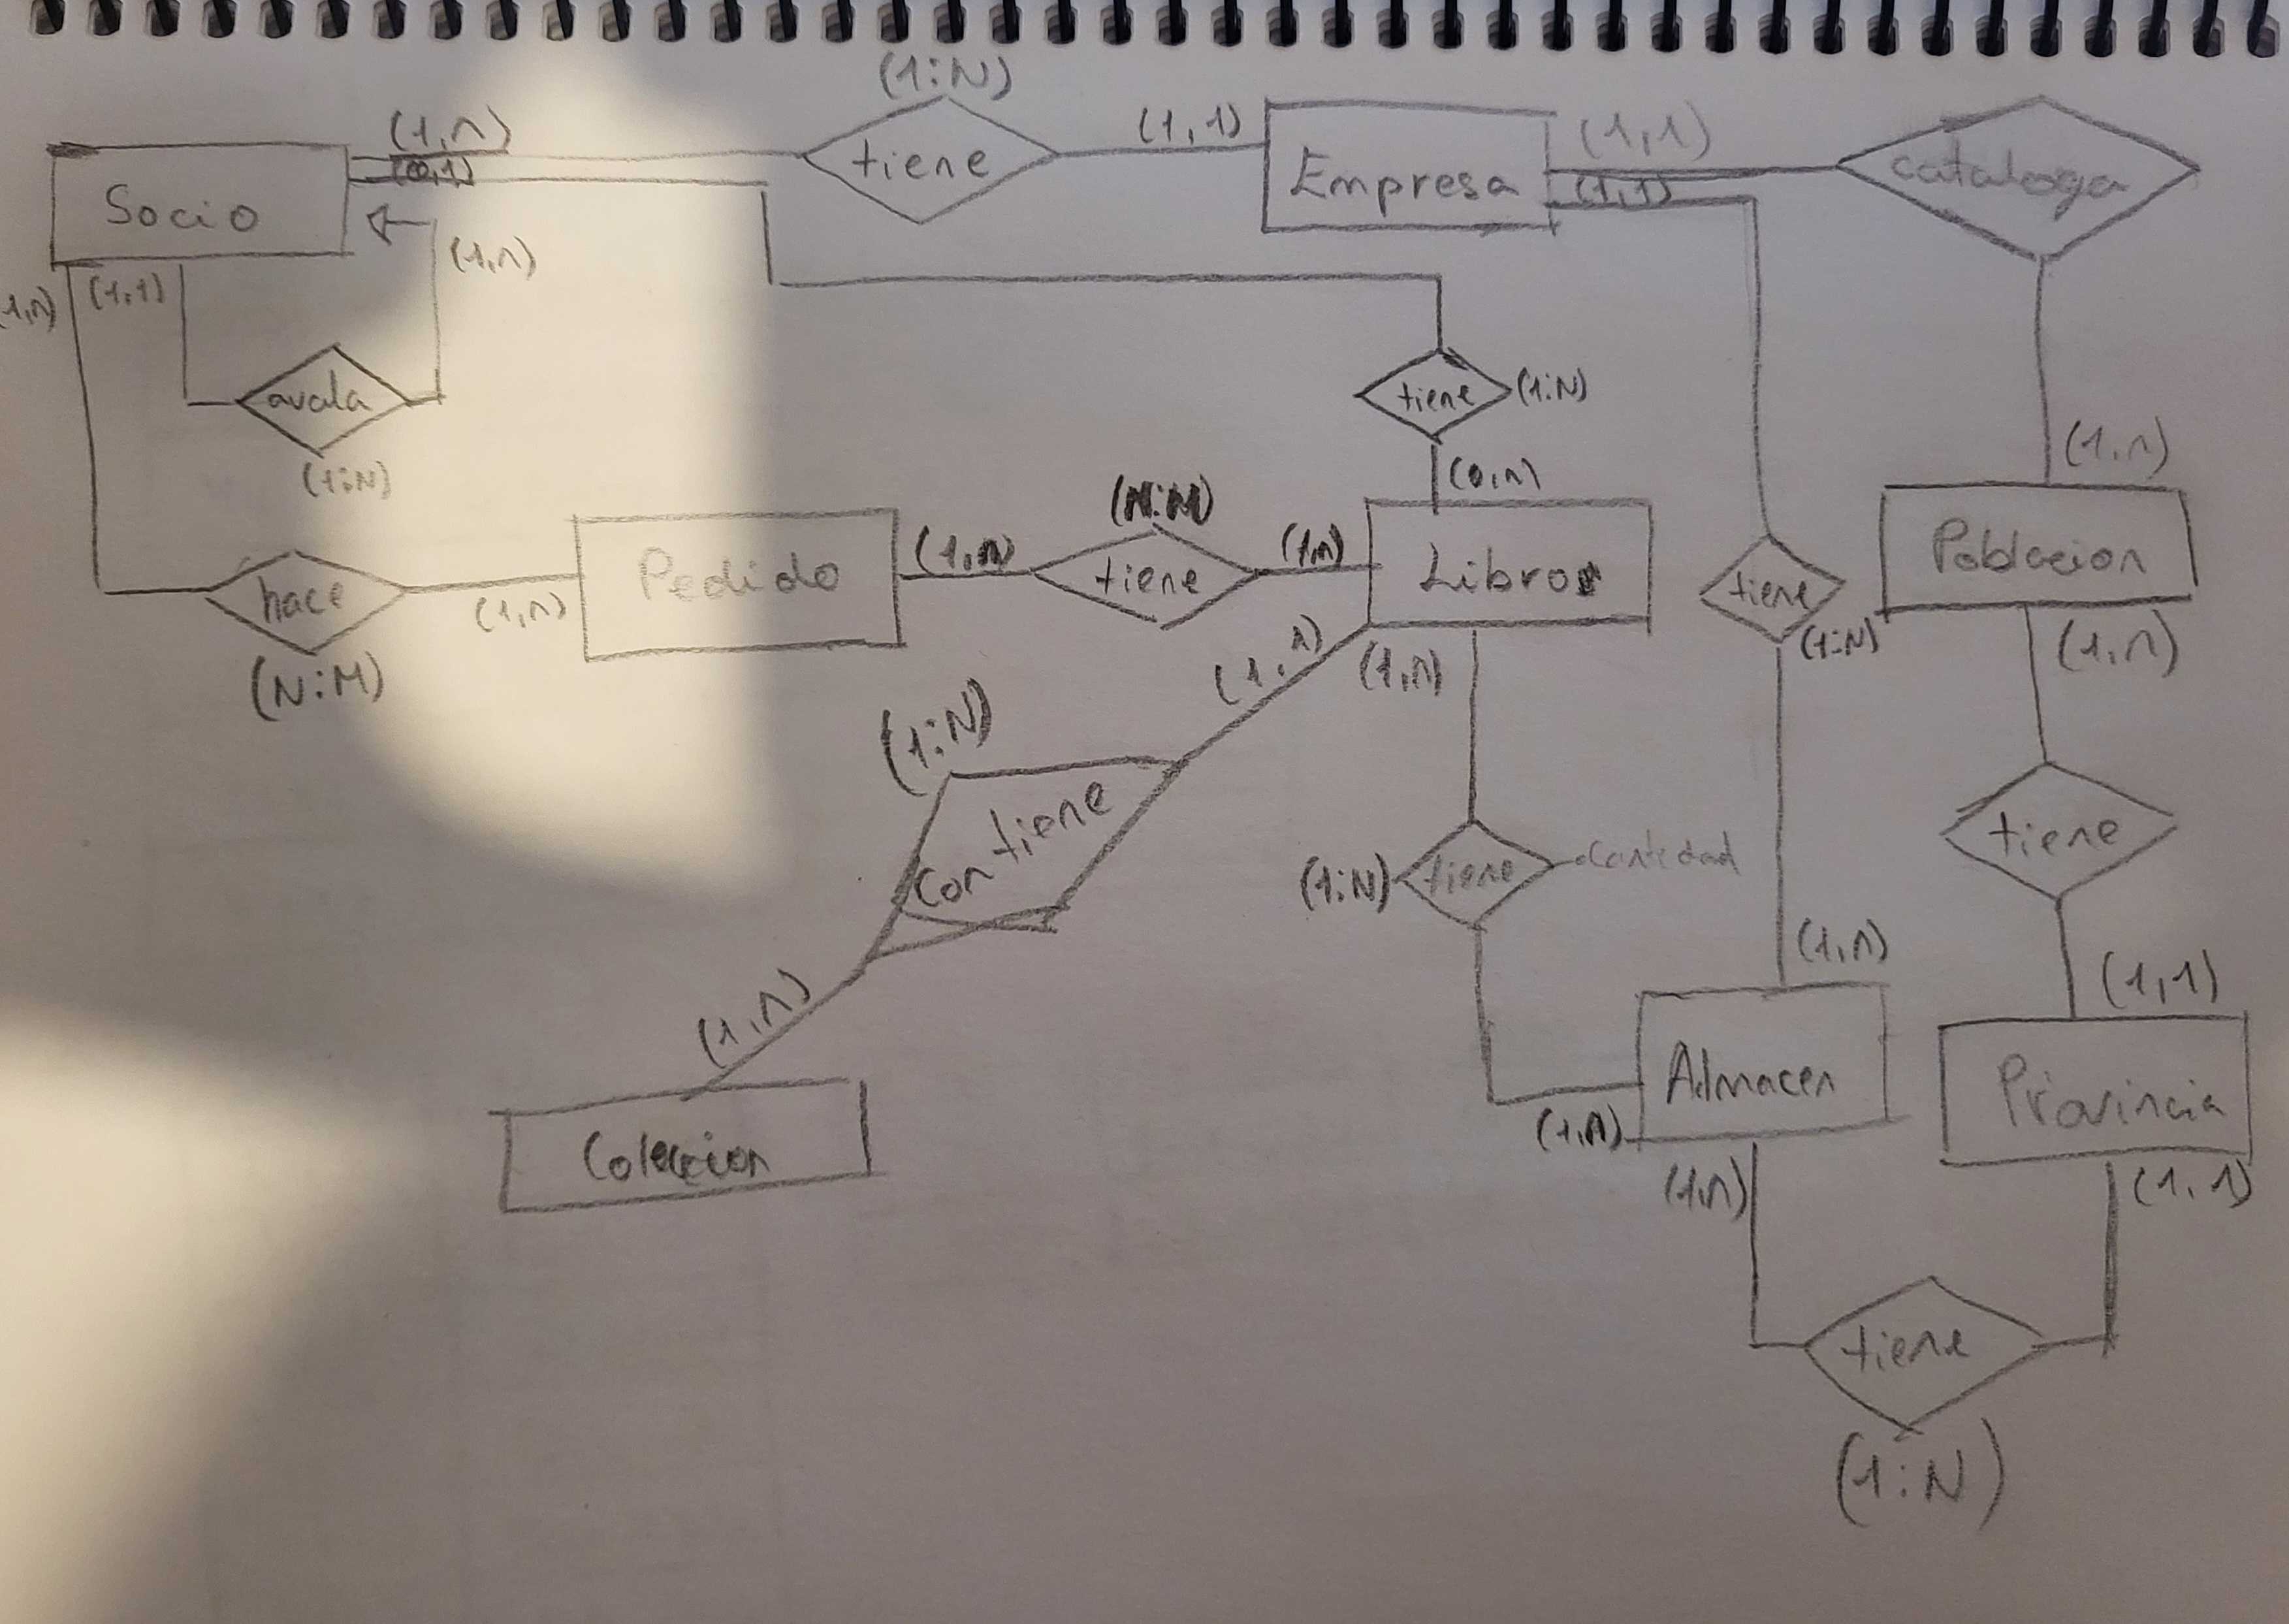 (1:N)
(1,n)
(1,1)
(1,1)
tiene
cataloga
(0,1)
Empresa
(1,1)
Socio
(1,n)
(1,n)
(1,1)
avala
tiene
(1:N)
(1:N)
(0,n)
(1,n)
(N:M)
Poblacion
(1,n)
(1,n)
Pedido
tiene
Libros
tiene
hace
(1,n)
(1:N)
(1,n)
(N:M)
(1,n)
(1,n)
(1:N)
Contiene
tiene
Cantidad
tiene
(1:N)
(1,n)
(1,1)
(1,n)
Almacen
Provincia
Coleccion
(1,n)
(1,n)
(1,1)
tiene
(1:N)